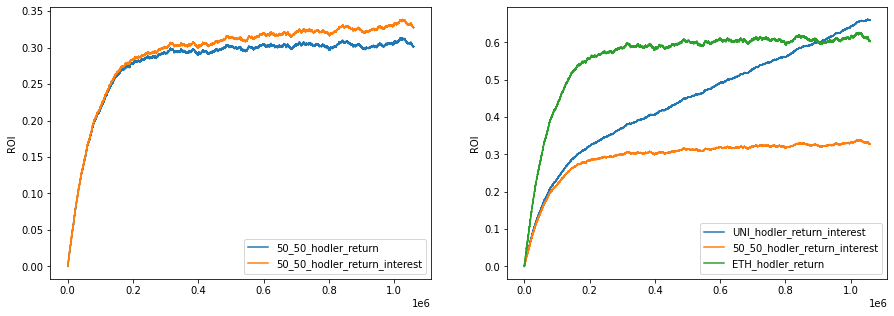 0.35
0.30
0.25
0.20
0.15
0.10
0.05
0.00
ROI
0.0 0.2 0.4 0.6 0.8 1.0
1e6
50_50_hodler_return
50_50_hodler_return_interest
0.6
0.5
0.4
0.3
0.2
0.1
0.0
ROI
0.0 0.2 0.4 0.6 0.8 1.0
1e6
UNI_hodler_return_interest
50_50_hodler_return_interest
ETH_hodler_return